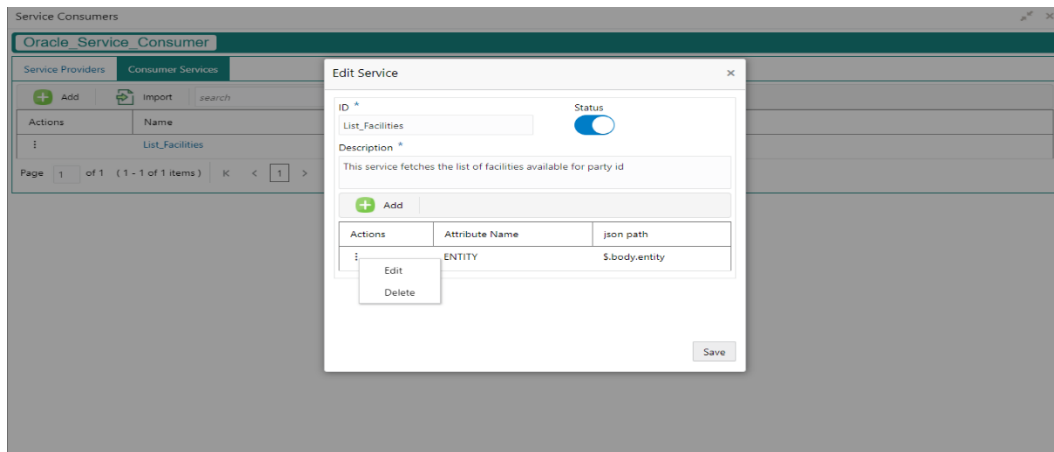 Service Consumers
Oracle_Service_Consumer
Service Providers Consumer Services
Add Import search
Actions Name
List_Facilities
Page 1 of 1 (1 - 1 of 1 items) K < 1 >
Edit Service ×
ID *
Status
List_Facilities
Description *
This service fetches the list of facilities available for party id
Add
Actions Attribute Name json path
ENTITY $.body.entity
Edit
Delete
Save